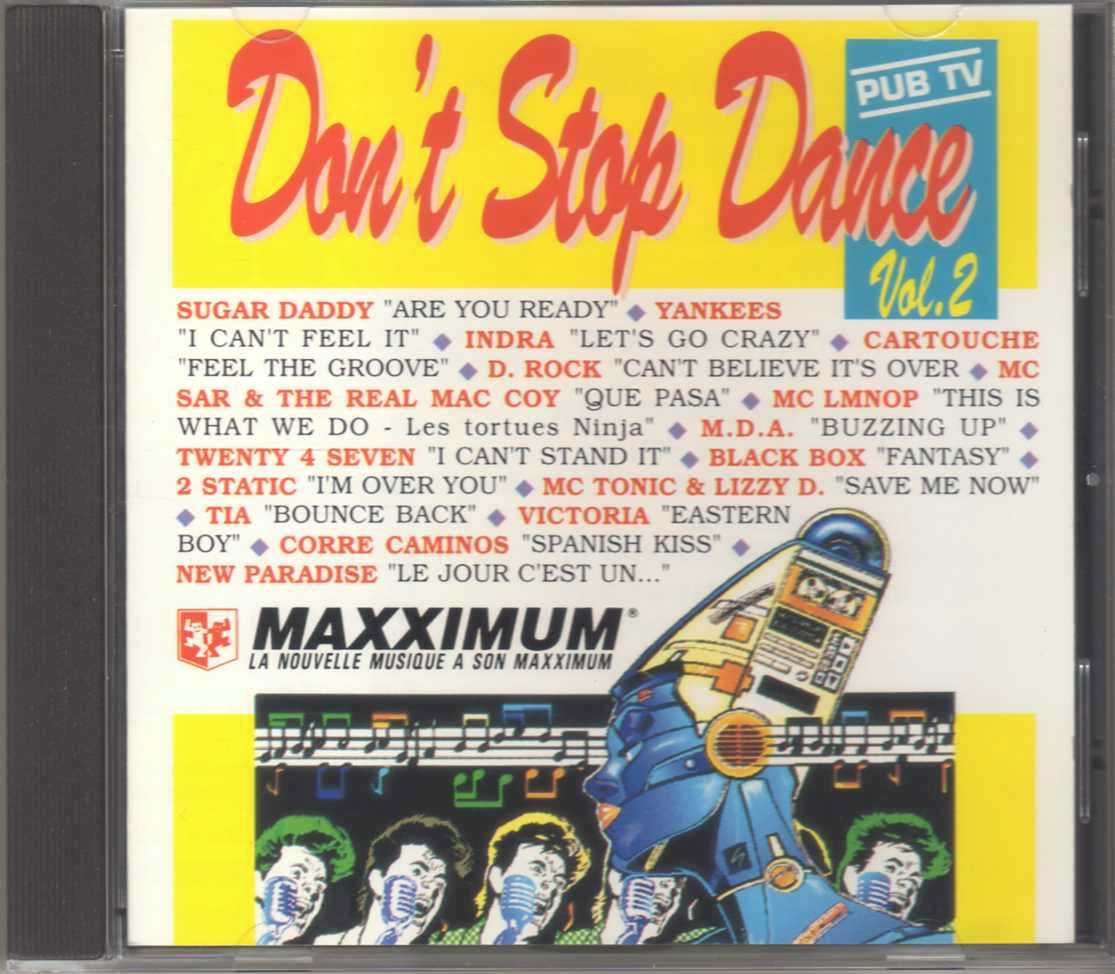 Don't Stop Dance
PUB TV
Vol.2
SUGAR DADDY "ARE YOU READY" ◆ YANKEES
"I CAN'T FEEL IT" ◆ INDRA "LET'S GO CRAZY" ◆ CARTOUCHE
"FEEL THE GROOVE" ◆ D. ROCK "CAN'T BELIEVE IT'S OVER ◆ MC
SAR & THE REAL MAC COY "QUE PASA" ◆ MC LMNOP "THIS IS
WHAT WE DO - Les tortues Ninja" ◆ M.D.A. "BUZZING UP" ◆
TWENTY 4 SEVEN "I CAN'T STAND IT" ◆ BLACK BOX "FANTASY" ◆
2 STATIC "I'M OVER YOU" ◆ MC TONIC & LIZZY D. "SAVE ME NOW"
◆ TIA "BOUNCE BACK" ◆ VICTORIA "EASTERN
BOY" ◆ CORRE CAMINOS "SPANISH KISS" ◆
NEW PARADISE "LE JOUR C'EST UN..."
MAXXIMUM®
LA NOUVELLE MUSIQUE A SON MAXXIMUM